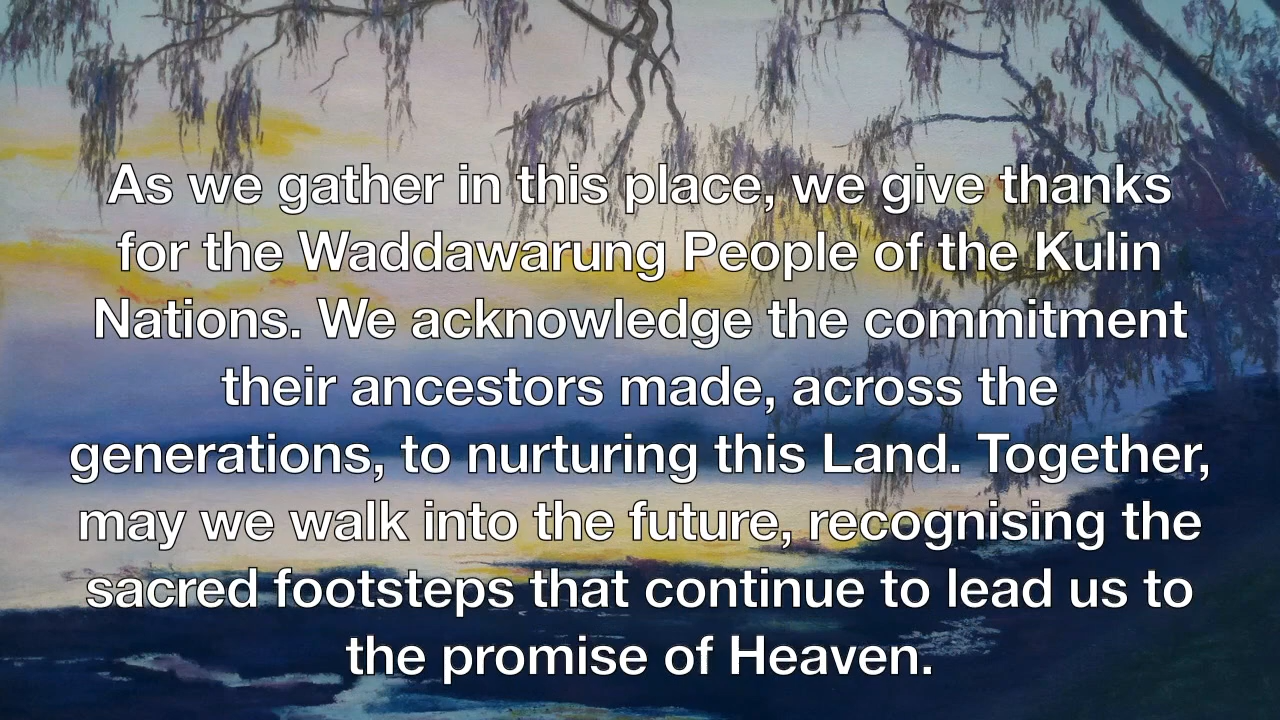 As we gather in this place, we give thanks
for the Waddawarung People of the Kulin
Nations. We acknowledge the commitment
their ancestors made, across the
generations, to nurturing this Land. Together,
may we walk into the future, recognising the
sacred footsteps that continue to lead us to
the promise of Heaven.